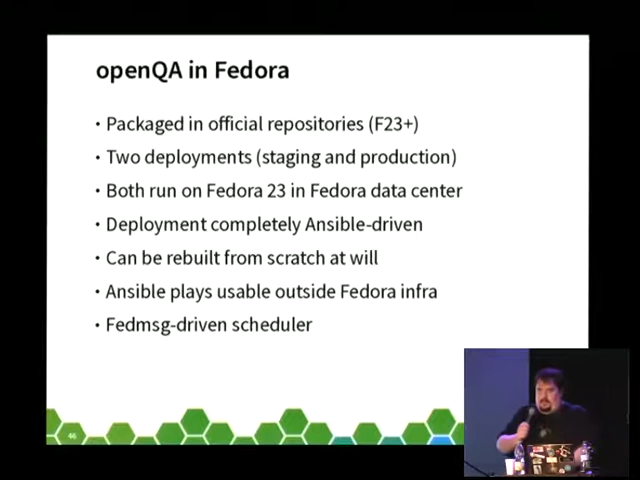 openQA in Fedora
• Packaged in official repositories (F23+)
• Two deployments (staging and production)
• Both run on Fedora 23 in Fedora data center
• Deployment completely Ansible-driven
• Can be rebuilt from scratch at will
• Ansible plays usable outside Fedora infra
• Fedmsg-driven scheduler
46